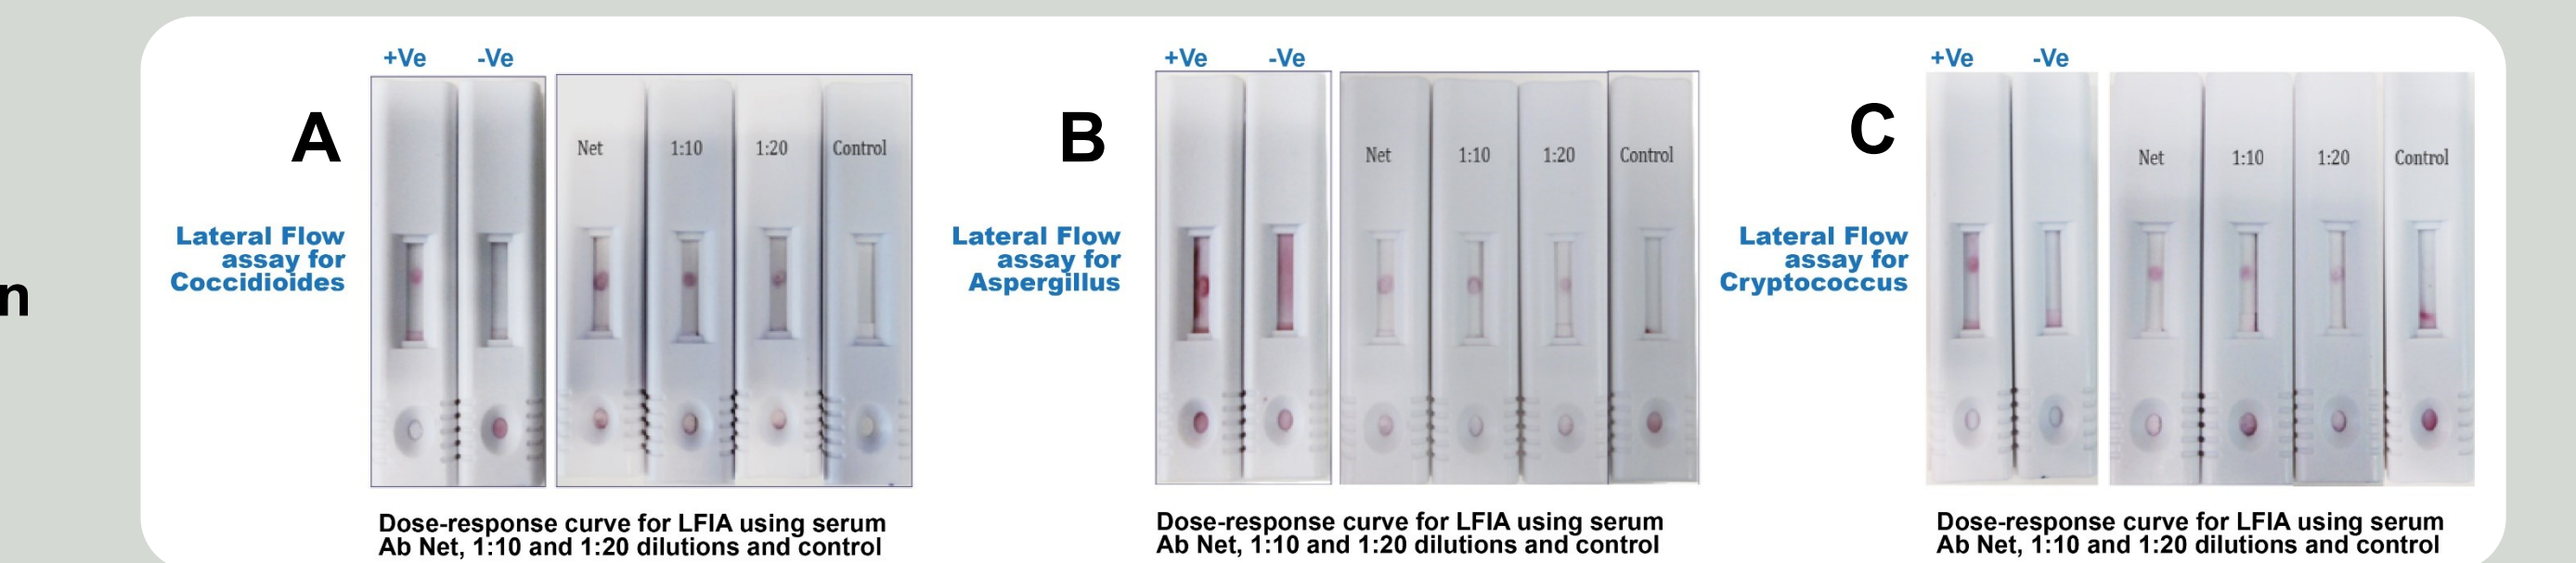 n
A
+Ve -Ve
Lateral Flow
assay for
Coccidioides
Net 1:10 1:20 Control
Dose-response curve for LFIA using serum
Ab Net, 1:10 and 1:20 dilutions and control
B
+Ve -Ve
Lateral Flow
assay for
Aspergillus
Net 1:10 1:20 Control
Dose-response curve for LFIA using serum
Ab Net, 1:10 and 1:20 dilutions and control
C
+Ve -Ve
Lateral Flow
assay for
Cryptococcus
Net 1:10 1:20 Control
Dose-response curve for LFIA using serum
Ab Net, 1:10 and 1:20 dilutions and control